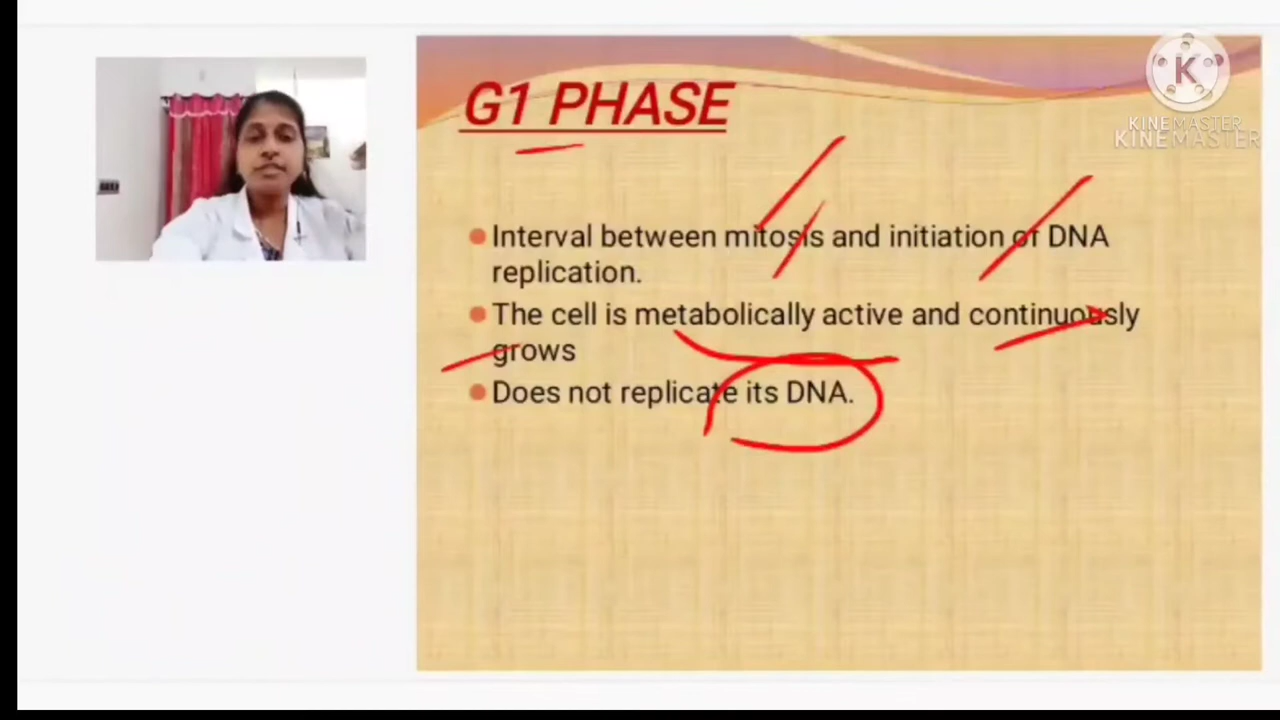 G1 PHASE
Interval between mitosis and initiation of DNA
replication.
The cell is metabolically active and continuously
grows
Does not replicate its DNA.
K
KINEMASTER
KINEMASTER